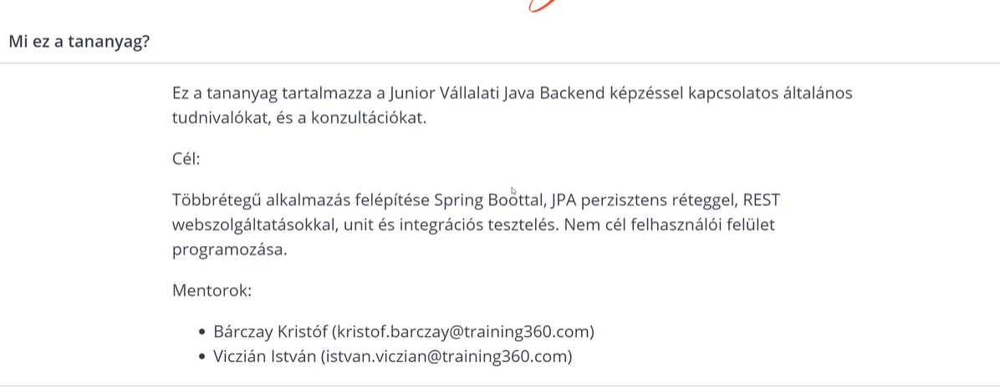 Mi ez a tananyag?
Ez a tananyag tartalmazza a Junior Vállalati Java Backend képzéssel kapcsolatos általános
tudnivalókat, és a konzultációkat.
Cél:
Többrétegű alkalmazás felépítése Spring Boottal, JPA perzisztens réteggel, REST
webszolgáltatásokkal, unit és integrációs tesztelés. Nem cél felhasználói felület
programozása.
Mentorok:
• Bárczay Kristóf (kristof.barczay@training360.com)
• Viczián István (istvan.viczian@training360.com)